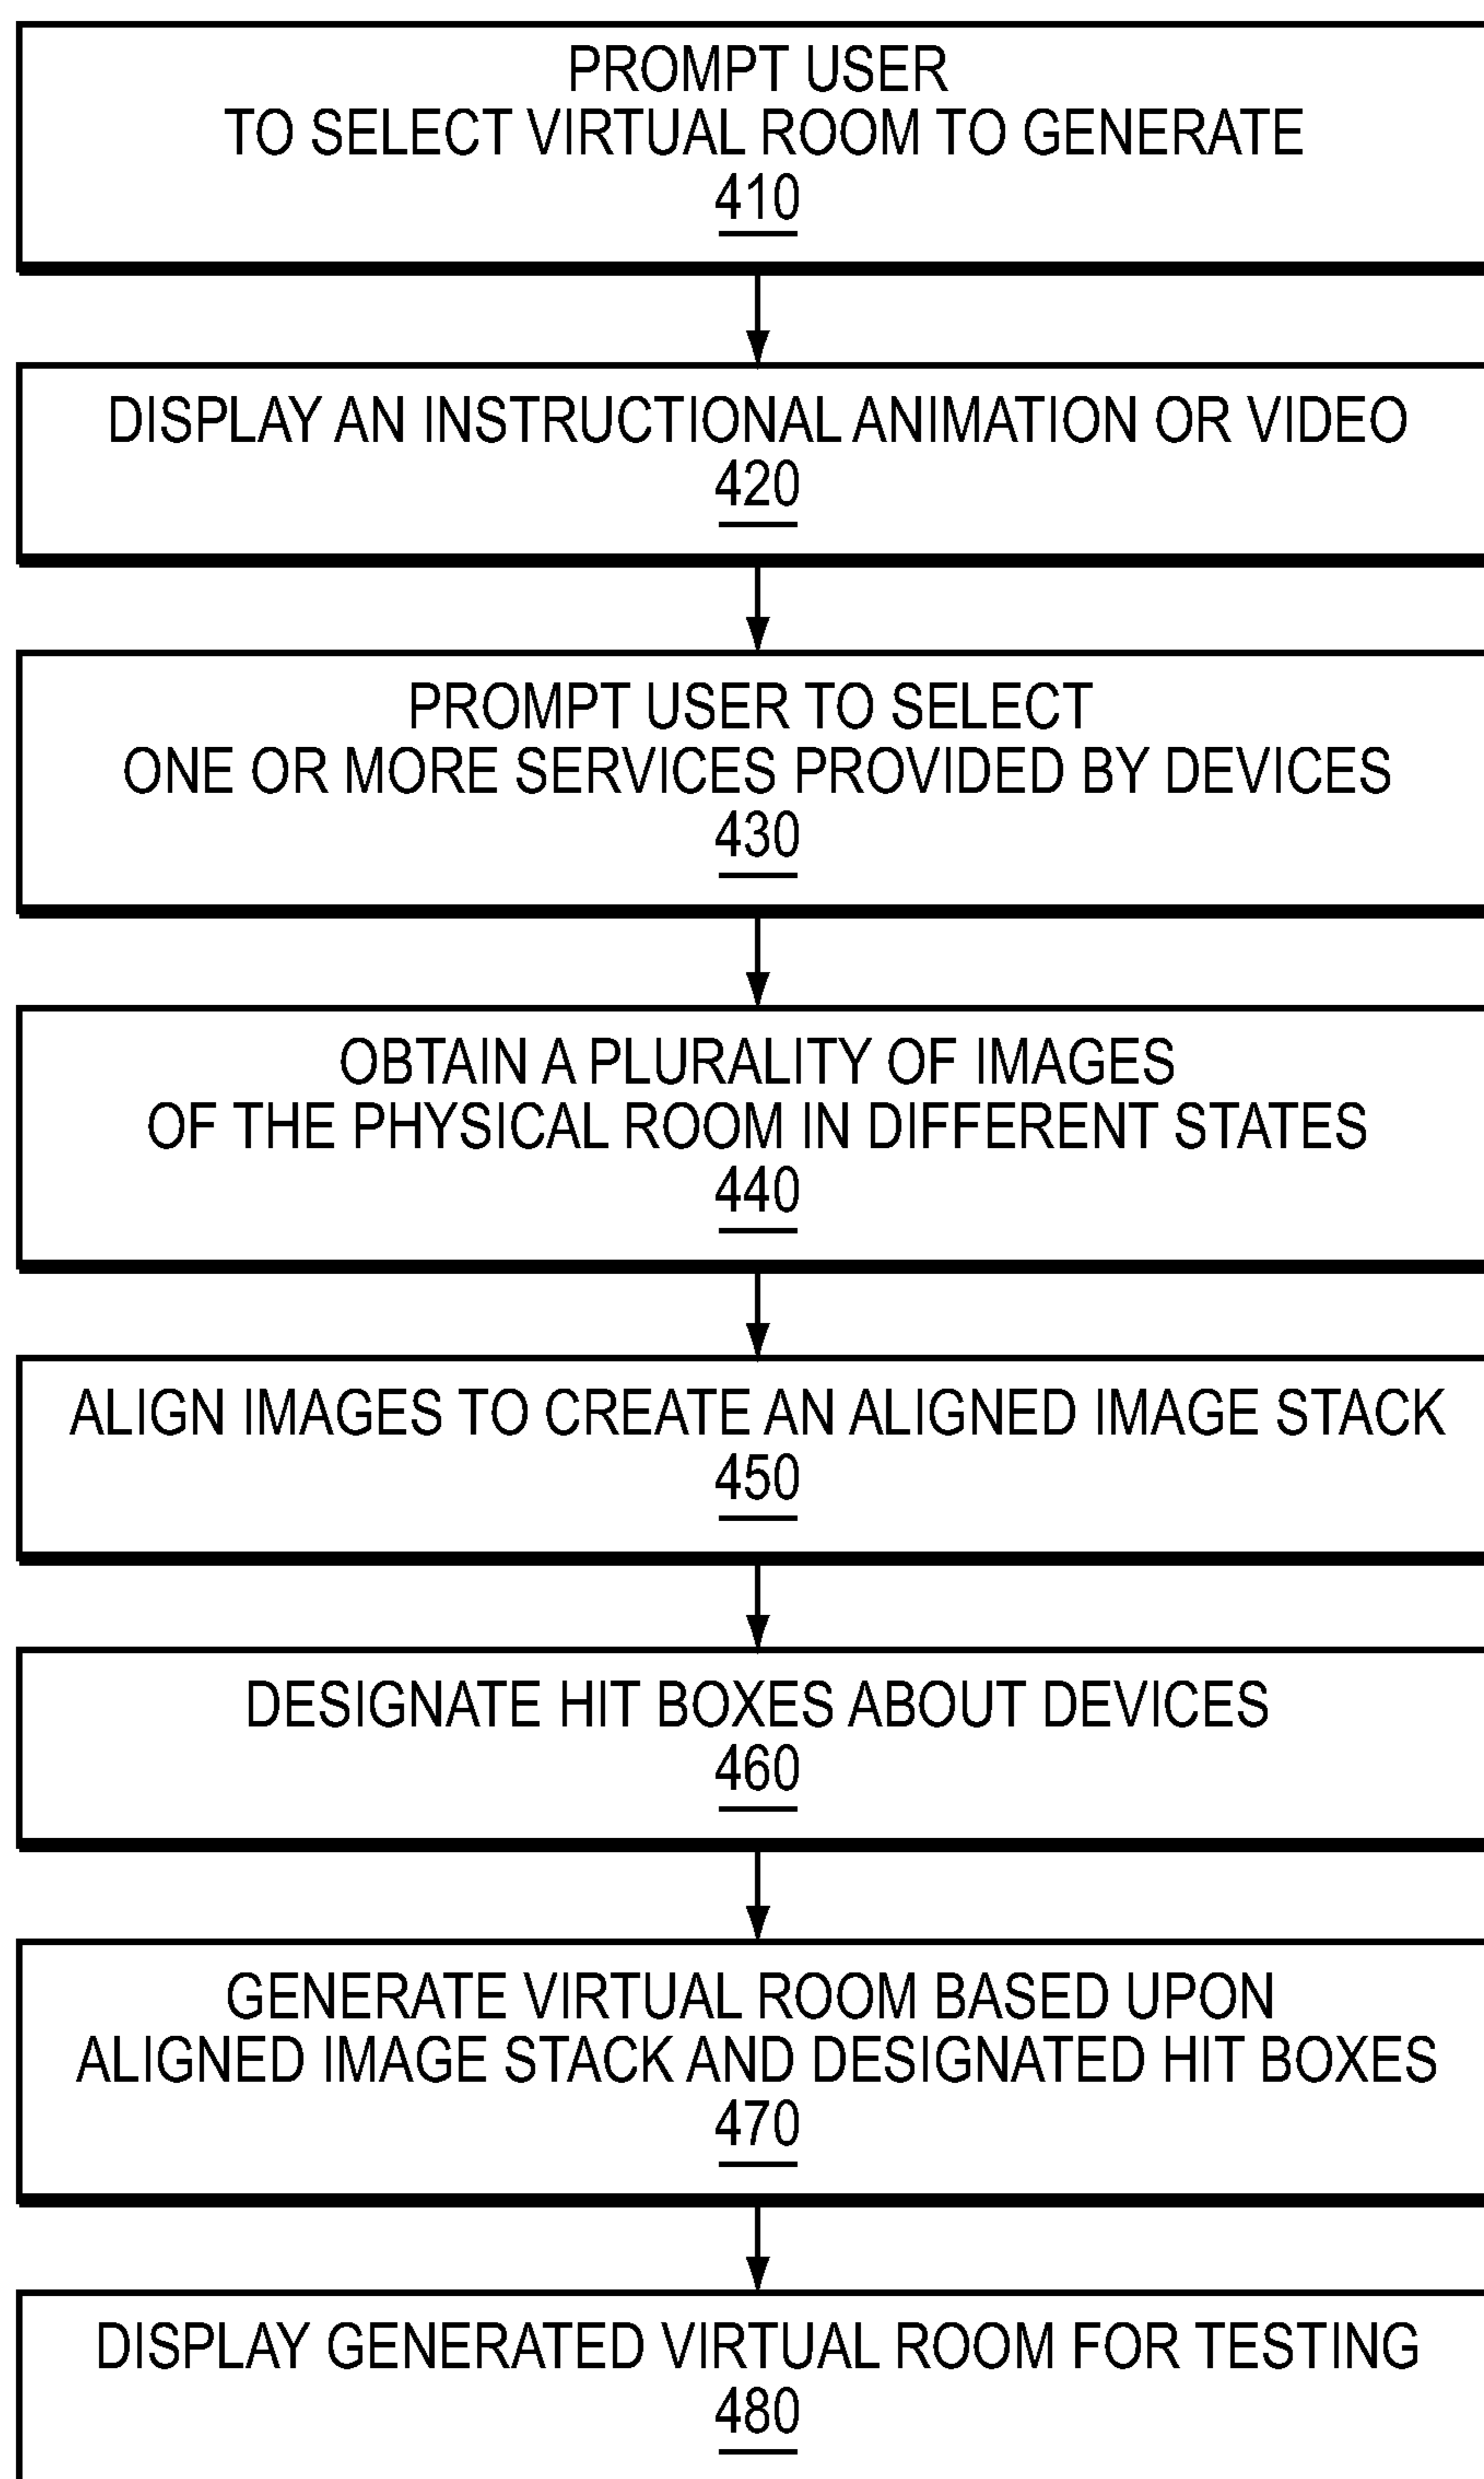 PROMPT USER
TO SELECT VIRTUAL ROOM TO GENERATE
410
DISPLAY AN INSTRUCTIONAL ANIMATION OR VIDEO
420
PROMPT USER TO SELECT
ONE OR MORE SERVICES PROVIDED BY DEVICES
430
OBTAIN A PLURALITY OF IMAGES
OF THE PHYSICAL ROOM IN DIFFERENT STATES
440
ALIGN IMAGES TO CREATE AN ALIGNED IMAGE STACK
450
DESIGNATE HIT BOXES ABOUT DEVICES
460
GENERATE VIRTUAL ROOM BASED UPON
ALIGNED IMAGE STACK AND DESIGNATED HIT BOXES
470
DISPLAY GENERATED VIRTUAL ROOM FOR TESTING
480